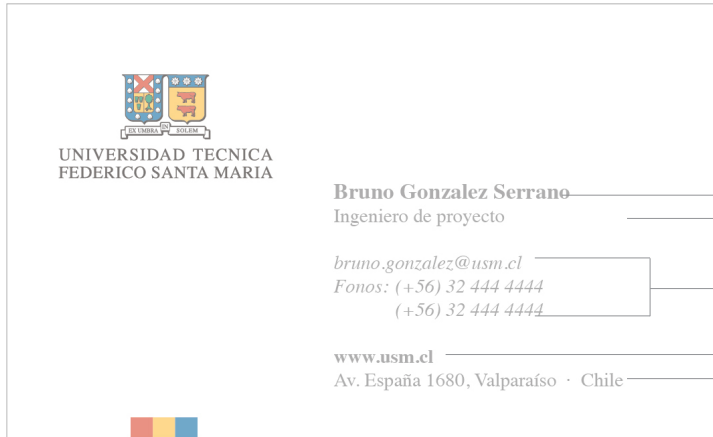 EX UMBRA IN SOLEM
UNIVERSIDAD TECNICA
FEDERICO SANTA MARIA
Bruno Gonzalez Serrano
Ingeniero de proyecto
bruno.gonzalez@usm.cl
Fonos: (+56) 32 444 4444
(+56) 32 444 4444
www.usm.cl
Av. España 1680, Valparaíso · Chile